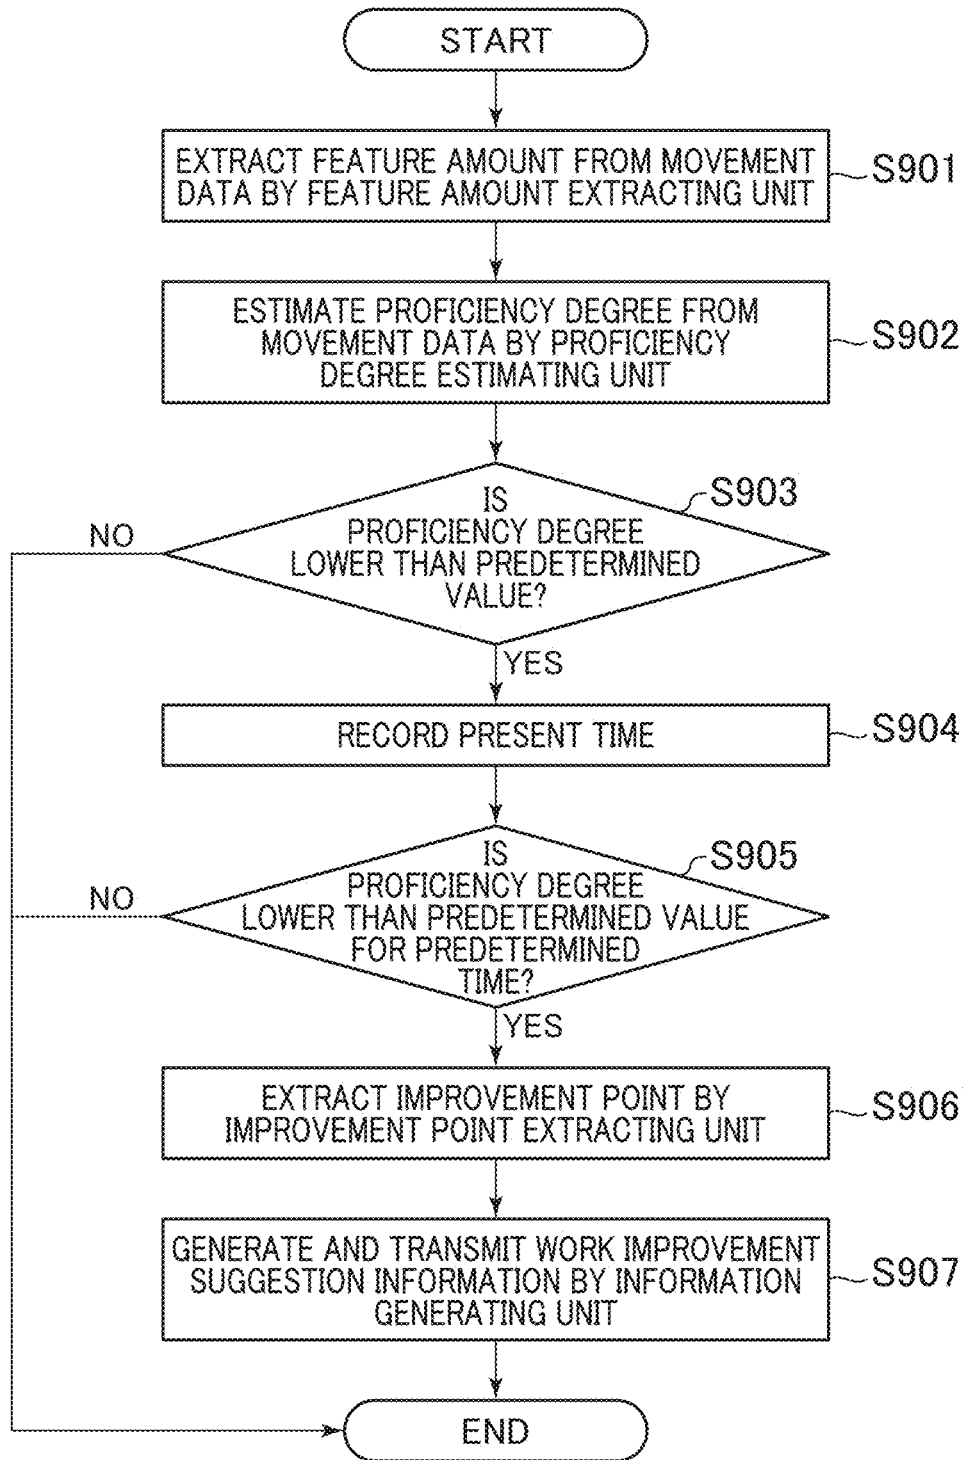 START
EXTRACT FEATURE AMOUNT FROM MOVEMENT
DATA BY FEATURE AMOUNT EXTRACTING UNIT
S901
ESTIMATE PROFICIENCY DEGREE FROM
MOVEMENT DATA BY PROFICIENCY
DEGREE ESTIMATING UNIT
S902
IS
PROFICIENCY DEGREE
LOWER THAN PREDETERMINED
VALUE?
S903
NO
YES
RECORD PRESENT TIME
S904
IS
PROFICIENCY DEGREE
LOWER THAN PREDETERMINED VALUE
FOR PREDETERMINED
TIME?
S905
NO
YES
EXTRACT IMPROVEMENT POINT BY
IMPROVEMENT POINT EXTRACTING UNIT
S906
GENERATE AND TRANSMIT WORK IMPROVEMENT
SUGGESTION INFORMATION BY INFORMATION
GENERATING UNIT
S907
END